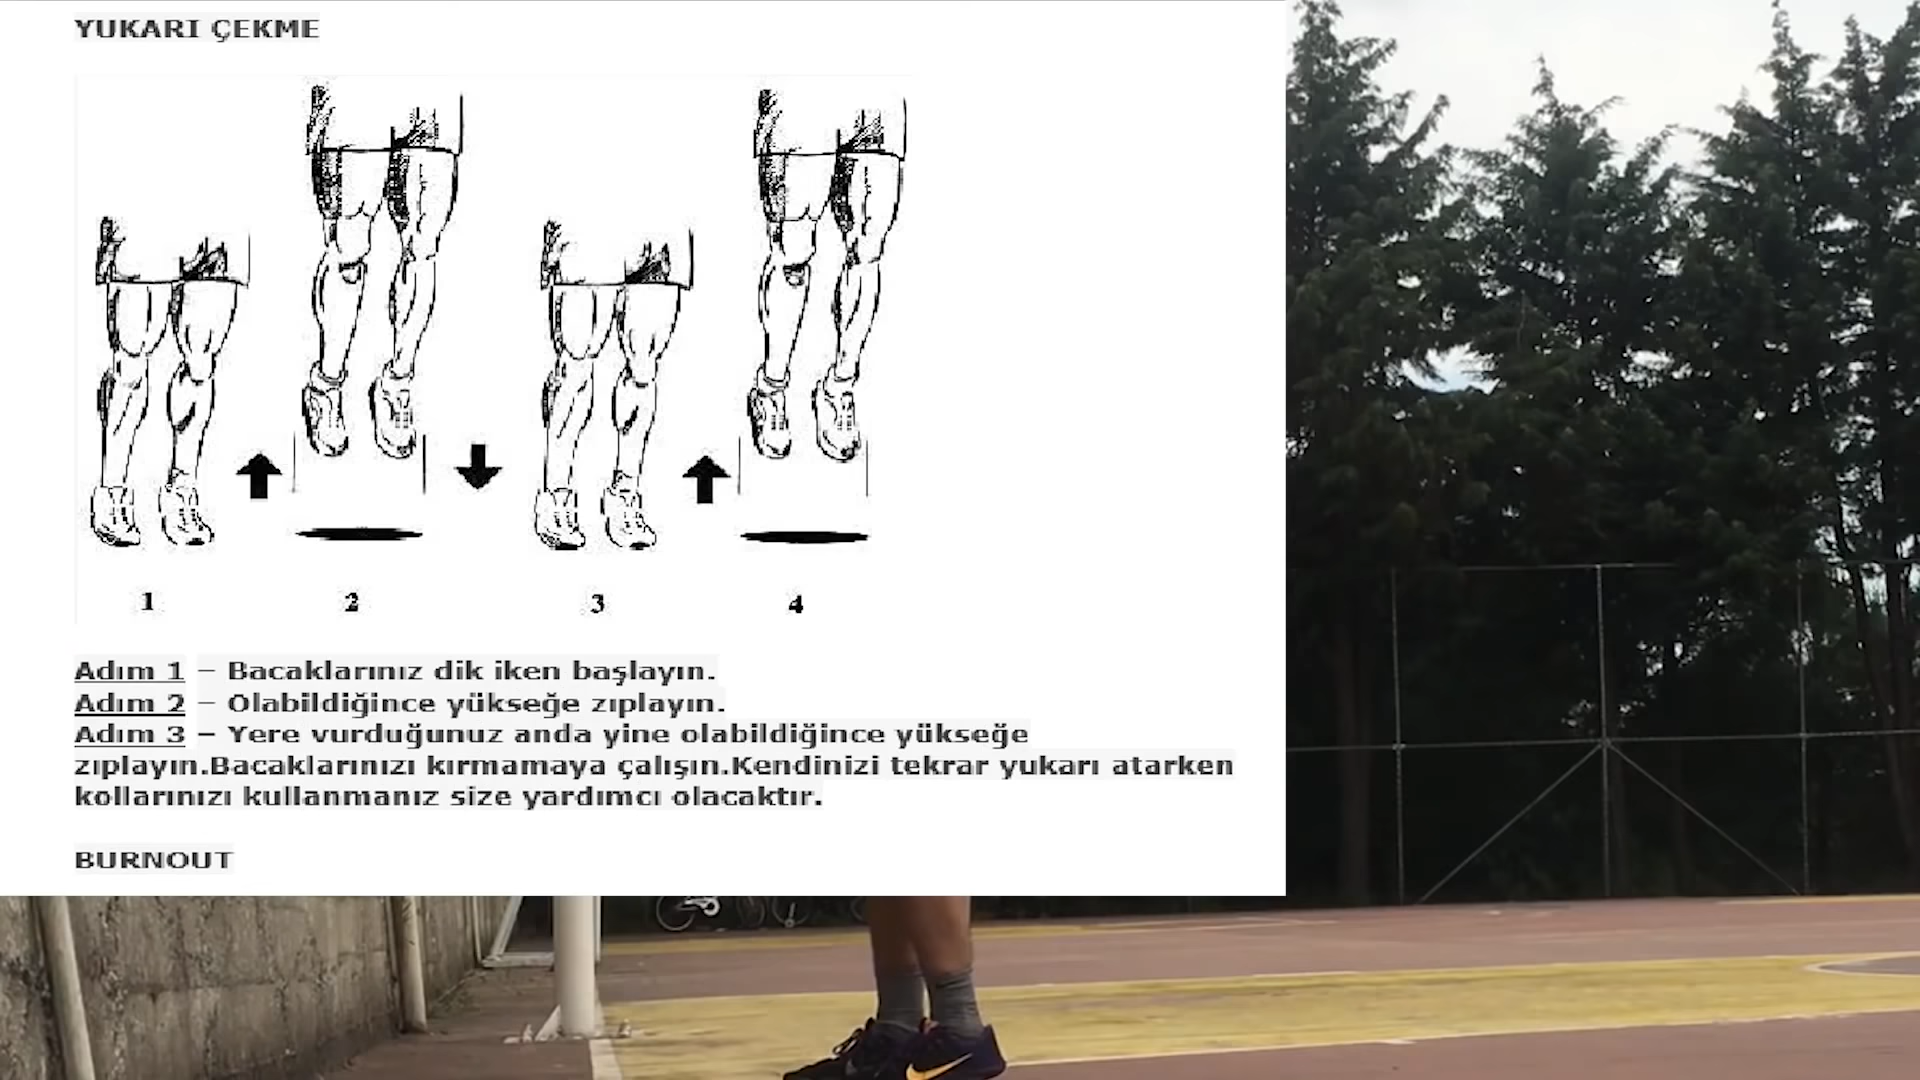 YUKARI ÇEKME
1 2 3 4
Adım 1 – Bacaklarınız dik iken başlayın.
Adım 2 – Olabildiğince yükseğe zıplayın.
Adım 3 – Yere vurduğunuz anda yine olabildiğince yükseğe
zıplayın.Bacaklarınızı kırmamaya çalışın.Kendinizi tekrar yukarı atarken
kollarınızı kullanmanız size yardımcı olacaktır.
BURNOUT